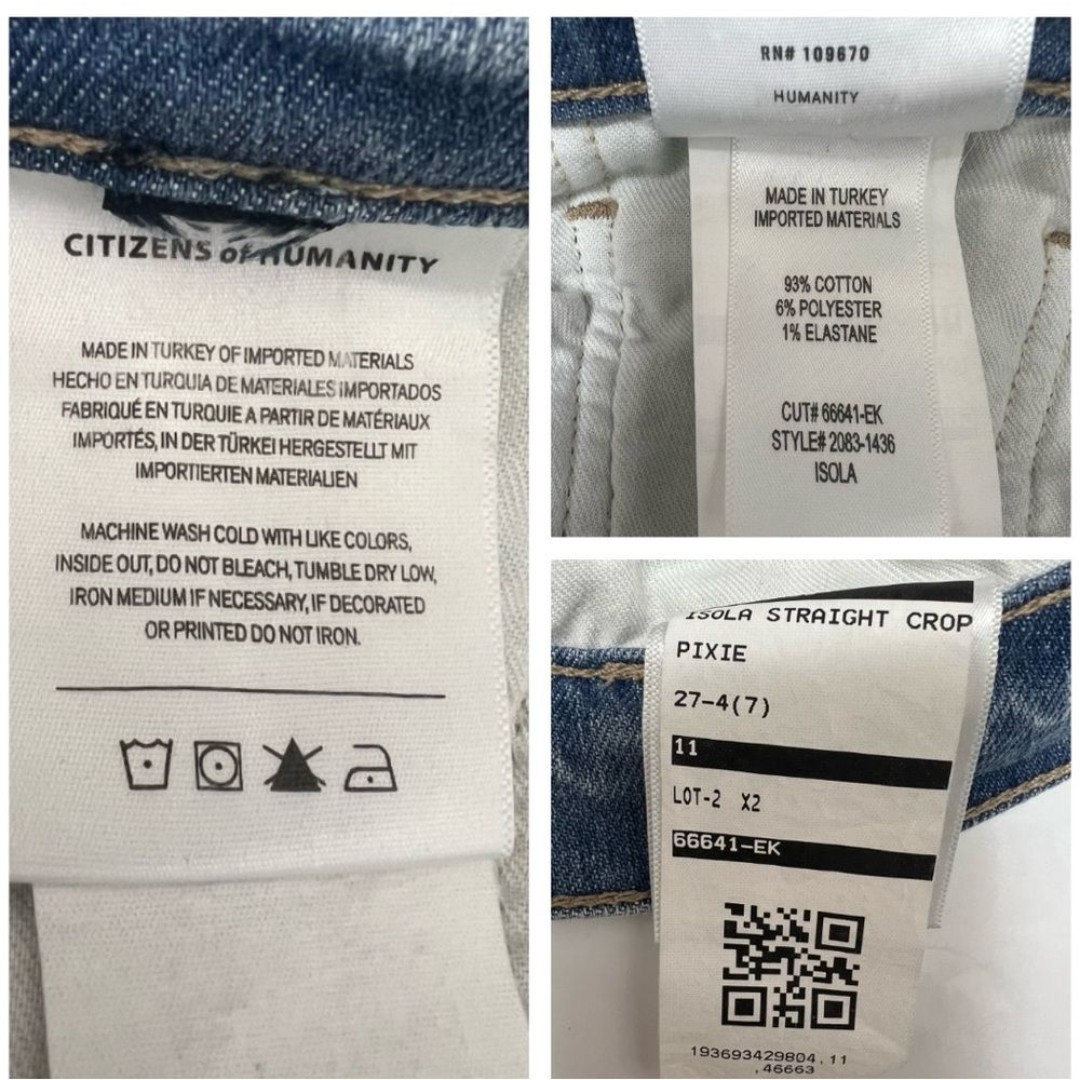 CITIZENS of HUMANITY
MADE IN TURKEY OF IMPORTED MATERIALS
HECHO EN TURQUIA DE MATERIALES IMPORTADOS
FABRIQUÉ EN TURQUIE A PARTIR DE MATÉRIAUX
IMPORTÉS, IN DER TÜRKEI HERGESTELLT MIT
IMPORTIERTEN MATERIALIEN
MACHINE WASH COLD WITH LIKE COLORS,
INSIDE OUT, DO NOT BLEACH, TUMBLE DRY LOW,
IRON MEDIUM IF NECESSARY, IF DECORATED
OR PRINTED DO NOT IRON.
RN# 109670
HUMANITY
MADE IN TURKEY
IMPORTED MATERIALS
93% COTTON
6% POLYESTER
1% ELASTANE
CUT# 66641-EK
STYLE# 2083-1436
ISOLA
ISOLA STRAIGHT CROP
PIXIE
27-4(7)
11
LOT-2 X2
66641-EK
193693429804.11
.46663